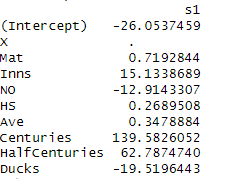 s1
(Intercept) -26.0537459
X .
Mat 0.7192844
Inns 15.1338689
NO -12.9143307
HS 0.2689508
Ave 0.3478884
Centuries 139.5826052
HalfCenturies 62.7874740
Ducks -19.5196443